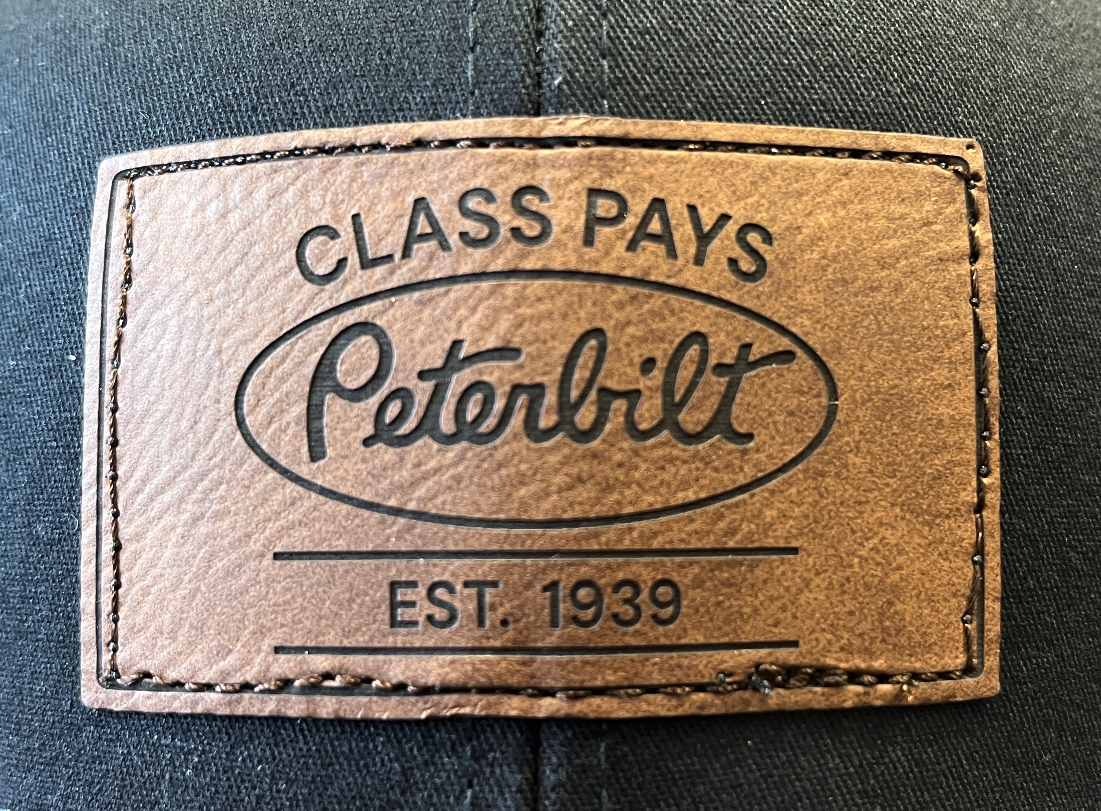 CLASS PAYS
Peterbilt
EST. 1939